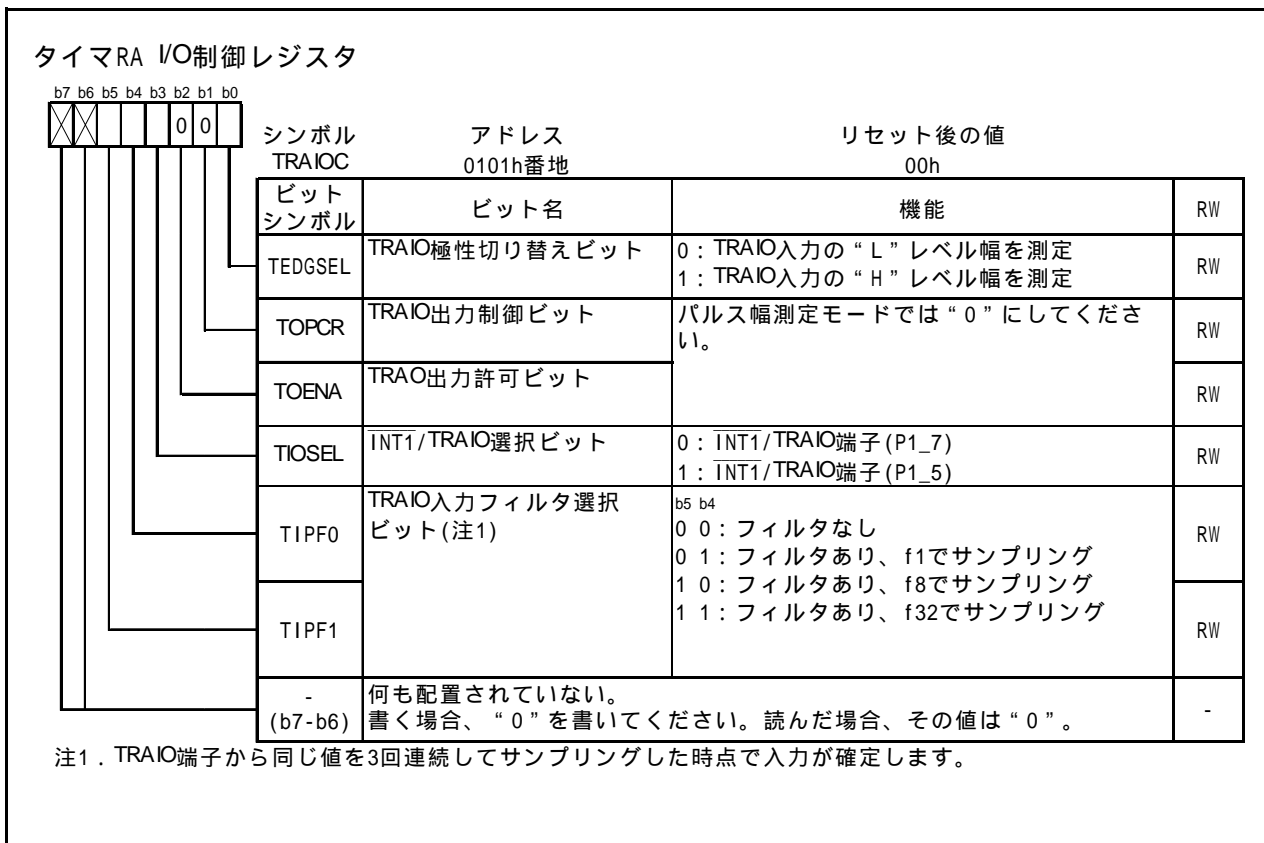 タイマRA I/O制御レジスタ
b7 b6 b5 b4 b3 b2 b1 b0
0 0
シンボル アドレス リセット後の値
TRAIOC 0101h番地 00h
ビット
シンボル ビット名 機能 RW
TEDGSEL TRAIO極性切り替えビット 0：TRAIO入力の“L”レベル幅を測定 RW
1：TRAIO入力の“H”レベル幅を測定
TOPCR TRAIO出力制御ビット パルス幅測定モードでは“0”にしてくださ RW
い。
TOENA TRAO出力許可ビット RW
TIOSEL INT1/TRAIO選択ビット 0：INT1/TRAIO端子(P1_7) RW
1：INT1/TRAIO端子(P1_5)
TIPF0 TRAIO入力フィルタ選択 b5 b4 RW
ビット(注1) 0 0：フィルタなし
0 1：フィルタあり、f1でサンプリング
1 0：フィルタあり、f8でサンプリング
TIPF1 1 1：フィルタあり、f32でサンプリング RW
- 何も配置されていない。 -
(b7-b6) 書く場合、“0”を書いてください。読んだ場合、その値は“0”。
注1．TRAIO端子から同じ値を3回連続してサンプリングした時点で入力が確定します。